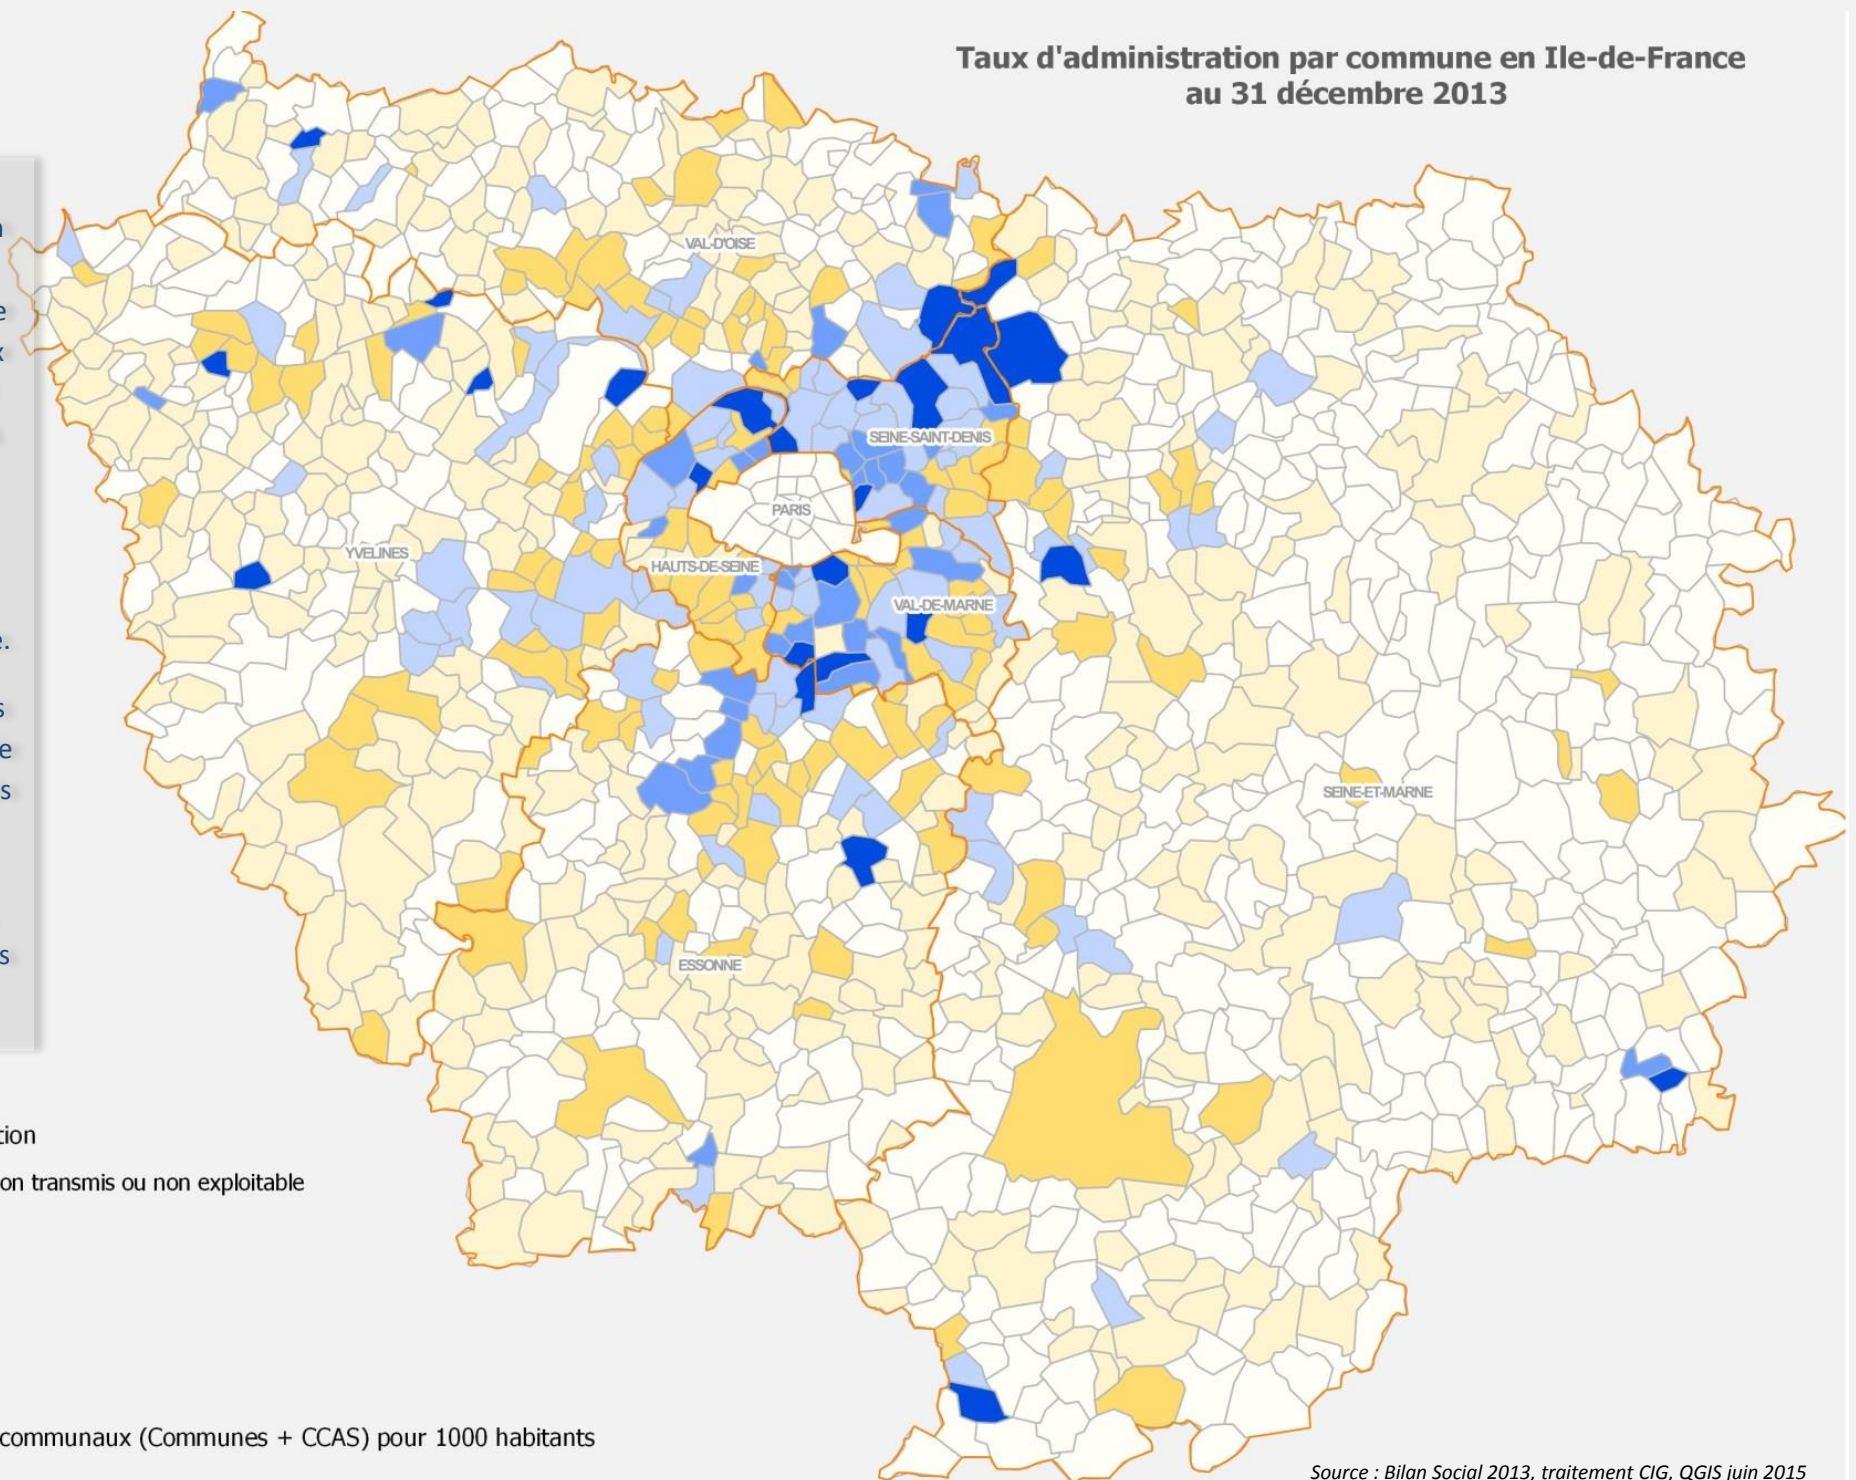 Taux d'administration par commune en Ile-de-France
au 31 décembre 2013
VAL-D'OISE
SEINE-SAINT-DENIS
PARIS
YVELINES
HAUTS-DE-SEINE
VAL-DE-MARNE
SEINE-ET-MARNE
ESSONNE
on transmis ou non exploitable
communaux (Communes + CCAS) pour 1000 habitants
Source : Bilan Social 2013, traitement CIG, QGIS juin 2015